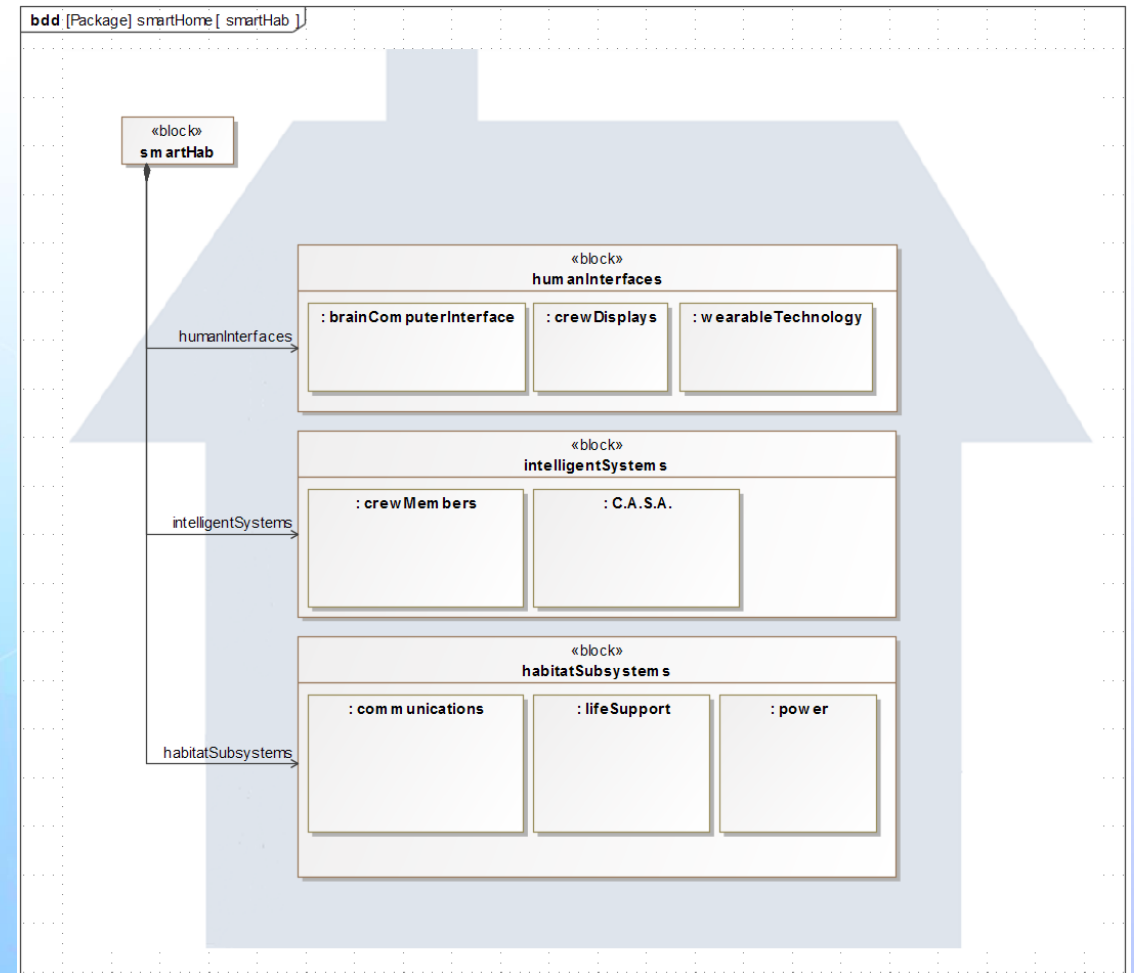 bdd [Package] smartHome [ smartHab ]
«block»
smartHab
«block»
humanInterfaces
: brainComputerInterface : crewDisplays : wearableTechnology
humanInterfaces
«block»
intelligentSystems
: crewMembers : C.A.S.A.
intelligentSystems
«block»
habitatSubsystems
: communications : lifeSupport : power
habitatSubsystems